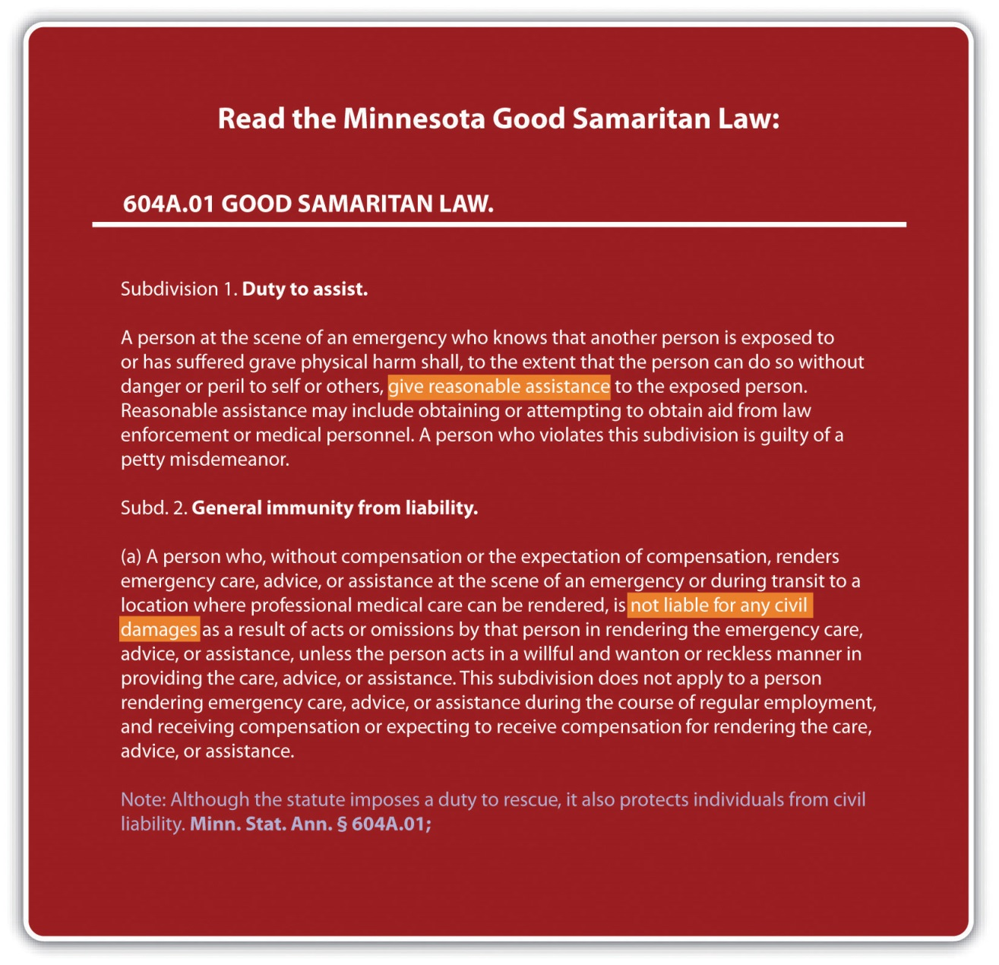 Read the Minnesota Good Samaritan Law:
604A.01 GOOD SAMARITAN LAW.
Subdivision 1. Duty to assist.
A person at the scene of an emergency who knows that another person is exposed to
or has suffered grave physical harm shall, to the extent that the person can do so without
danger or peril to self or others, give reasonable assistance to the exposed person.
Reasonable assistance may include obtaining or attempting to obtain aid from law
enforcement or medical personnel. A person who violates this subdivision is guilty of a
petty misdemeanor.
Subd. 2. General immunity from liability.
(a) A person who, without compensation or the expectation of compensation, renders
emergency care, advice, or assistance at the scene of an emergency or during transit to a
location where professional medical care can be rendered, is not liable for any civil
damages as a result of acts or omissions by that person in rendering the emergency care,
advice, or assistance, unless the person acts in a willful and wanton or reckless manner in
providing the care, advice, or assistance. This subdivision does not apply to a person
rendering emergency care, advice, or assistance during the course of regular employment,
and receiving compensation or expecting to receive compensation for rendering the care,
advice, or assistance.
Note: Although the statute imposes a duty to rescue, it also protects individuals from civil
liability. Minn. Stat. Ann. § 604A.01;